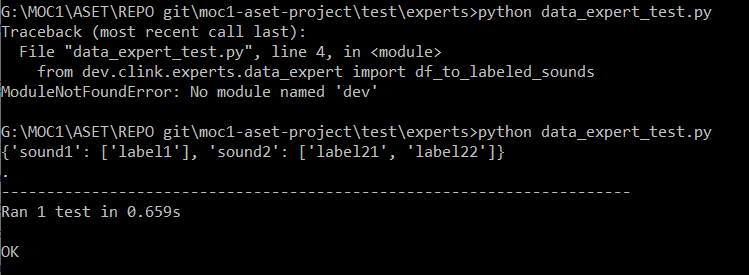 G:\MOC1\ASET\REPO git\moc1-aset-project\test\experts>python data_expert_test.py
Traceback (most recent call last):
  File "data_expert_test.py", line 4, in <module>
    from dev.clink.experts.data_expert import df_to_labeled_sounds
ModuleNotFoundError: No module named 'dev'
G:\MOC1\ASET\REPO git\moc1-aset-project\test\experts>python data_expert_test.py
{'sound1': ['label1'], 'sound2': ['label21', 'label22']}
.
----------------------------------------------------------------------
Ran 1 test in 0.659s
OK